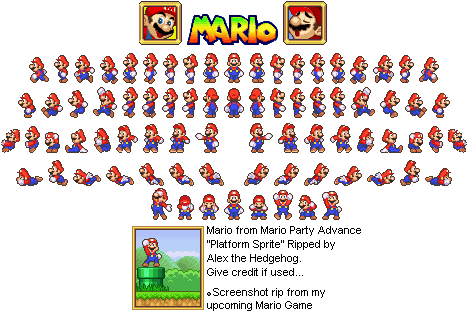 MARIO
Mario from Mario Party Advance
"Platform Sprite" Ripped by
Alex the Hedgehog.
Give credit if used...
Screenshot rip from my
upcoming Mario Game